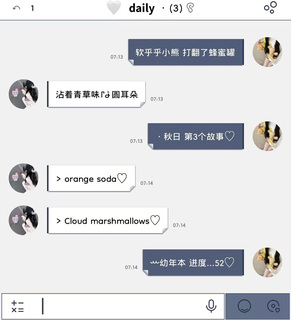 1 daily · (3)
软乎乎小熊 打翻了蜂蜜罐
07:13
沾着青草味 圆耳朵
07:13
· 秋日 第3个故事♡
07:13
> orange soda♡
07:14
> Cloud marshmallows♡
07:14
幼年本 进度...52♡
07:14